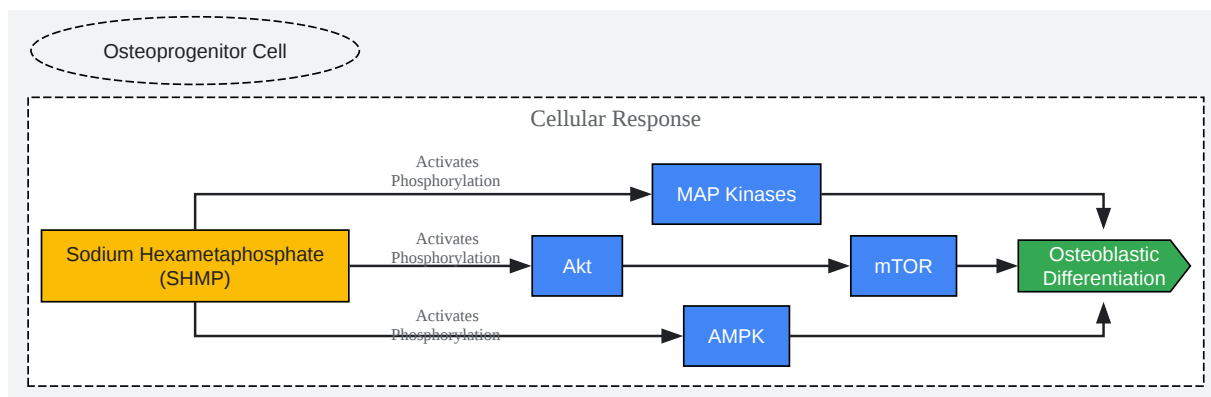 Osteoprogenitor Cell
Cellular Response
Activates
Phosphorylation
MAP Kinases
Sodium Hexametaphosphate
(SHMP)
Activates
Phosphorylation
Akt
mTOR
Osteoblastic
Differentiation
Activates
Phosphorylation
AMPK